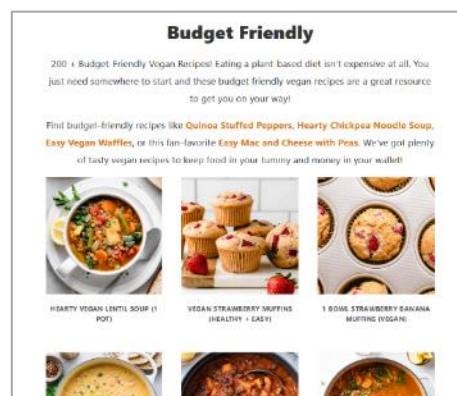 Budget Friendly
200 + Budget Friendly Vegan Recipes! Eating a plant based diet isn't expensive at all. You
just need somewhere to start and these budget friendly vegan recipes are a great resource
to get you on your way!
Find budget-friendly recipes like Quinoa Stuffed Peppers, Hearty Chickpea Noodle Soup,
Easy Vegan Waffles, or this fan-favorite Easy Mac and Cheese with Peas. We've got plenty
of tasty vegan recipes to keep food in your tummy and money in your wallet!
HEARTY VEGAN LENTIL SOUP (1
POT)
VEGAN STRAWBERRY MUFFINS
(HEALTHY + EASY)
1 BOWL STRAWBERRY BANANA
MUFFINS (VEGAN)